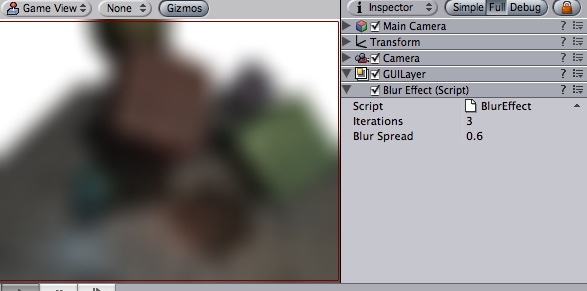 Game View None Gizmos Inspector Simple Full Debug
Main Camera ?
Transform ?
Camera ?
GUILayer ?
Blur Effect (Script) ?
Script BlurEffect
Iterations 3
Blur Spread 0.6